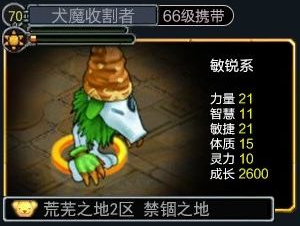 70 犬魔收割者 66级携带
敏锐系
力量 21
智慧 11
敏捷 21
体质 15
灵力 10
成长 2600
荒芜之地2区 禁锢之地